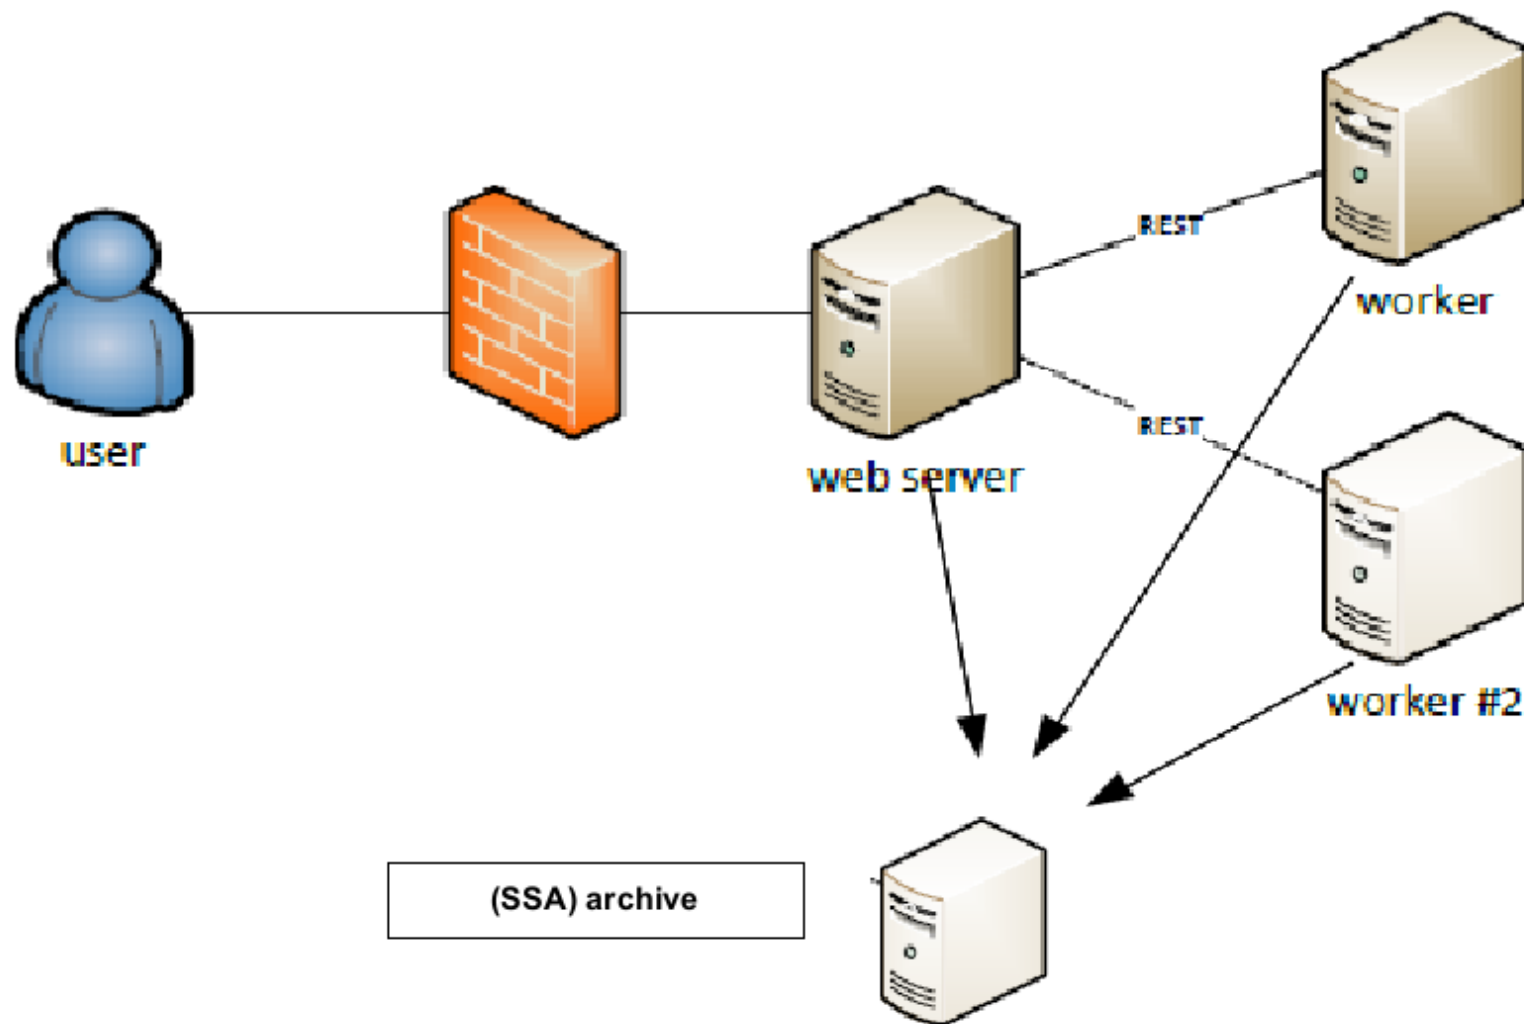 REST
worker
user
web server
REST
worker #2
(SSA) archive